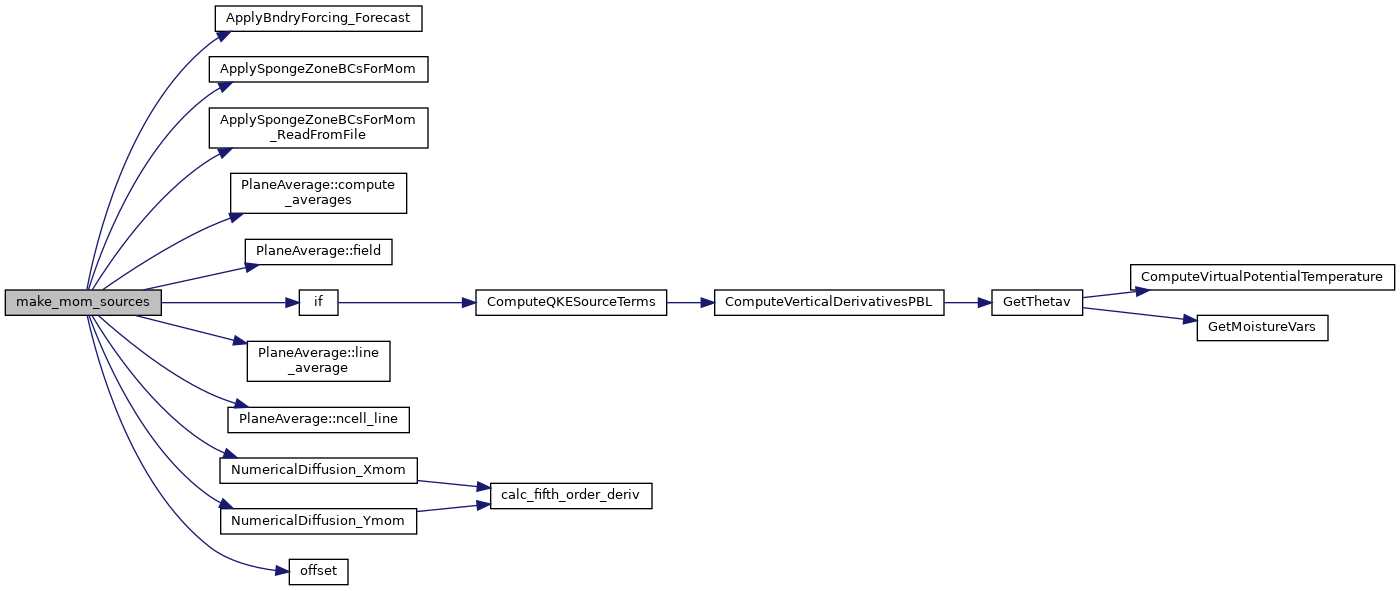 ApplyBndryForcing_Forecast
ApplySpongeZoneBCsForMom
ApplySpongeZoneBCsForMom
_ReadFromFile
PlaneAverage::compute
_averages
PlaneAverage::field
make_mom_sources
if
ComputeQKESourceTerms
ComputeVerticalDerivativesPBL
GetThetav
ComputeVirtualPotentialTemperature
GetMoistureVars
PlaneAverage::line
_average
PlaneAverage::ncell_line
NumericalDiffusion_Xmom
calc_fifth_order_deriv
NumericalDiffusion_Ymom
offset